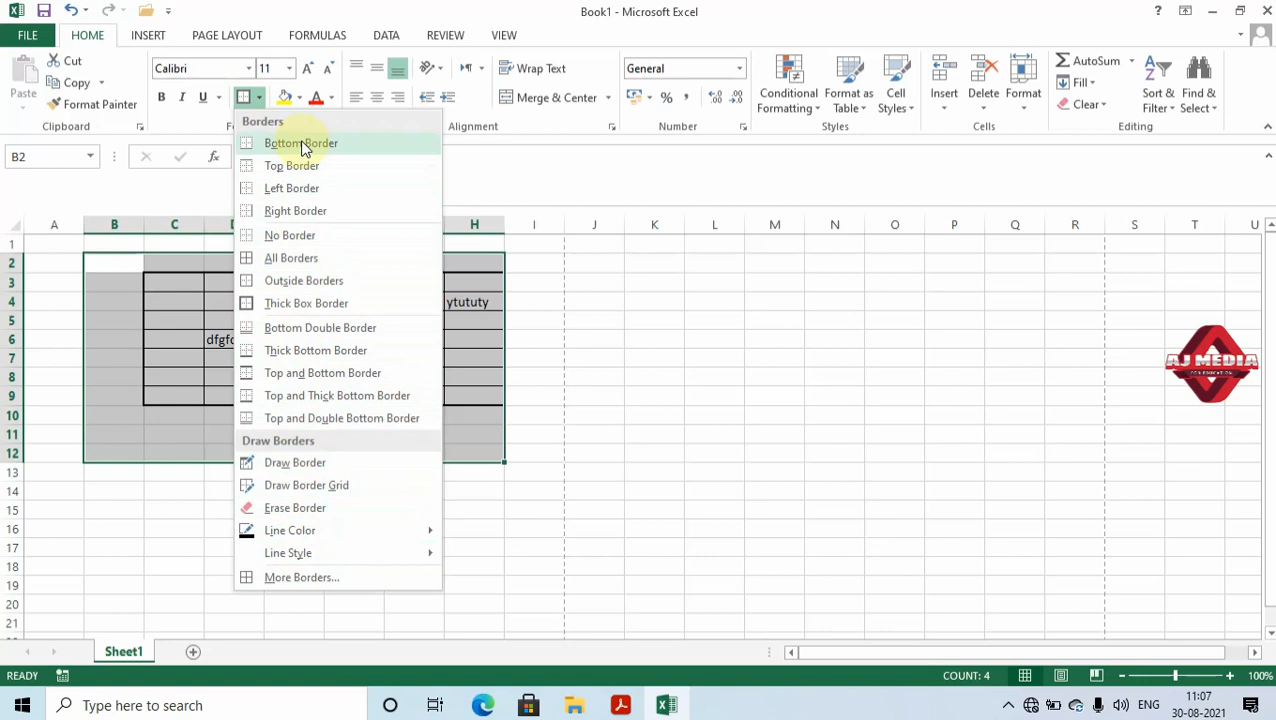 Book1 - Microsoft Excel
?
FILE
HOME
INSERT
PAGE LAYOUT
FORMULAS
DATA
REVIEW
VIEW
Cut
Copy
Format Painter
Paste
Clipboard
Calibri
11
B
I
U
Wrap Text
Merge & Center
Alignment
General
%
,
Number
Conditional
Formatting
Format as
Table
Cell
Styles
Styles
Insert
Delete
Format
Cells
AutoSum
Fill
Clear
Sort &
Filter
Find &
Select
Editing
B2
fx
Borders
Bottom Border
Top Border
Left Border
Right Border
No Border
All Borders
Outside Borders
Thick Box Border
Bottom Double Border
Thick Bottom Border
Top and Bottom Border
Top and Thick Bottom Border
Top and Double Bottom Border
Draw Borders
Draw Border
Draw Border Grid
Erase Border
Line Color
Line Style
More Borders...
A B C H I J K L M N O P Q R S T U
1
2
3
4
ytututy
5
6
7
8
9
10
11
12
13
14
15
16
17
18
19
20
21
AJ MEDIA
FOR EDUCATION
Sheet1
READY
COUNT: 4
100%
Type here to search
ENG
11:07
30-08-2021